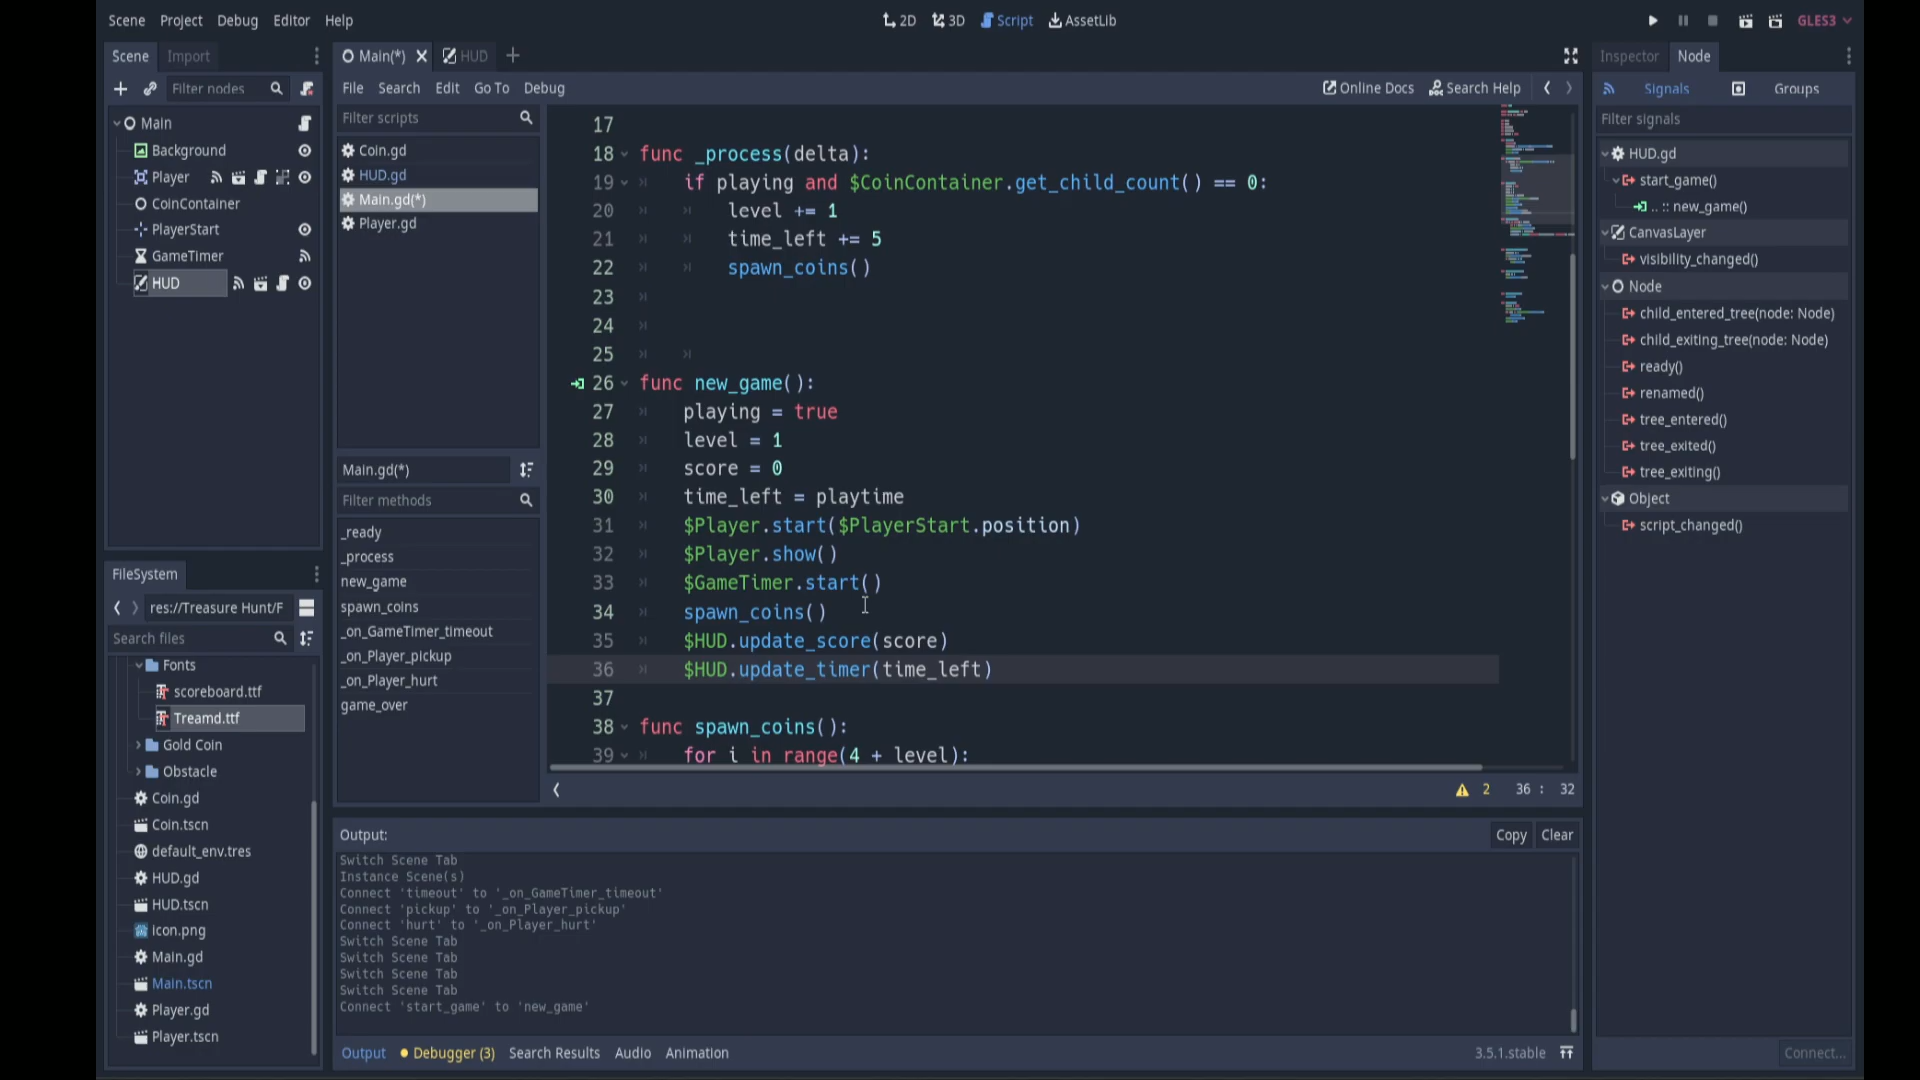 Scene Project Debug Editor Help
2D 3D Script AssetLib
GLES3
Scene Import
Filter nodes
Main
Background
Player
CoinContainer
PlayerStart
GameTimer
HUD
FileSystem
res://Treasure Hunt/F
Search files
Fonts
scoreboard.ttf
Treamd.ttf
Gold Coin
Obstacle
Coin.gd
Coin.tscn
default_env.tres
HUD.gd
HUD.tscn
icon.png
Main.gd
Main.tscn
Player.gd
Player.tscn
Main(*) HUD
File Search Edit Go To Debug
Online Docs Search Help
Filter scripts
Coin.gd
HUD.gd
Main.gd(*)
Player.gd
Main.gd(*)
Filter methods
_ready
_process
new_game
spawn_coins
_on_GameTimer_timeout
_on_Player_pickup
_on_Player_hurt
game_over
17
18 func _process(delta):
19 if playing and $CoinContainer.get_child_count() == 0:
20 level += 1
21 time_left += 5
22 spawn_coins()
23
24
25
26 func new_game():
27 playing = true
28 level = 1
29 score = 0
30 time_left = playtime
31 $Player.start($PlayerStart.position)
32 $Player.show()
33 $GameTimer.start()
34 spawn_coins()
35 $HUD.update_score(score)
36 $HUD.update_timer(time_left)
37
38 func spawn_coins():
39 for i in range(4 + level):
2 36 : 32
Output:
Copy Clear
Switch Scene Tab
Instance Scene(s)
Connect 'timeout' to '_on_GameTimer_timeout'
Connect 'pickup' to '_on_Player_pickup'
Connect 'hurt' to '_on_Player_hurt'
Switch Scene Tab
Switch Scene Tab
Switch Scene Tab
Switch Scene Tab
Connect 'start_game' to 'new_game'
Output Debugger (3) Search Results Audio Animation
3.5.1.stable
Inspector Node
Signals Groups
Filter signals
HUD.gd
start_game()
.. :: new_game()
CanvasLayer
visibility_changed()
Node
child_entered_tree(node: Node)
child_exiting_tree(node: Node)
ready()
renamed()
tree_entered()
tree_exited()
tree_exiting()
Object
script_changed()
Connect...